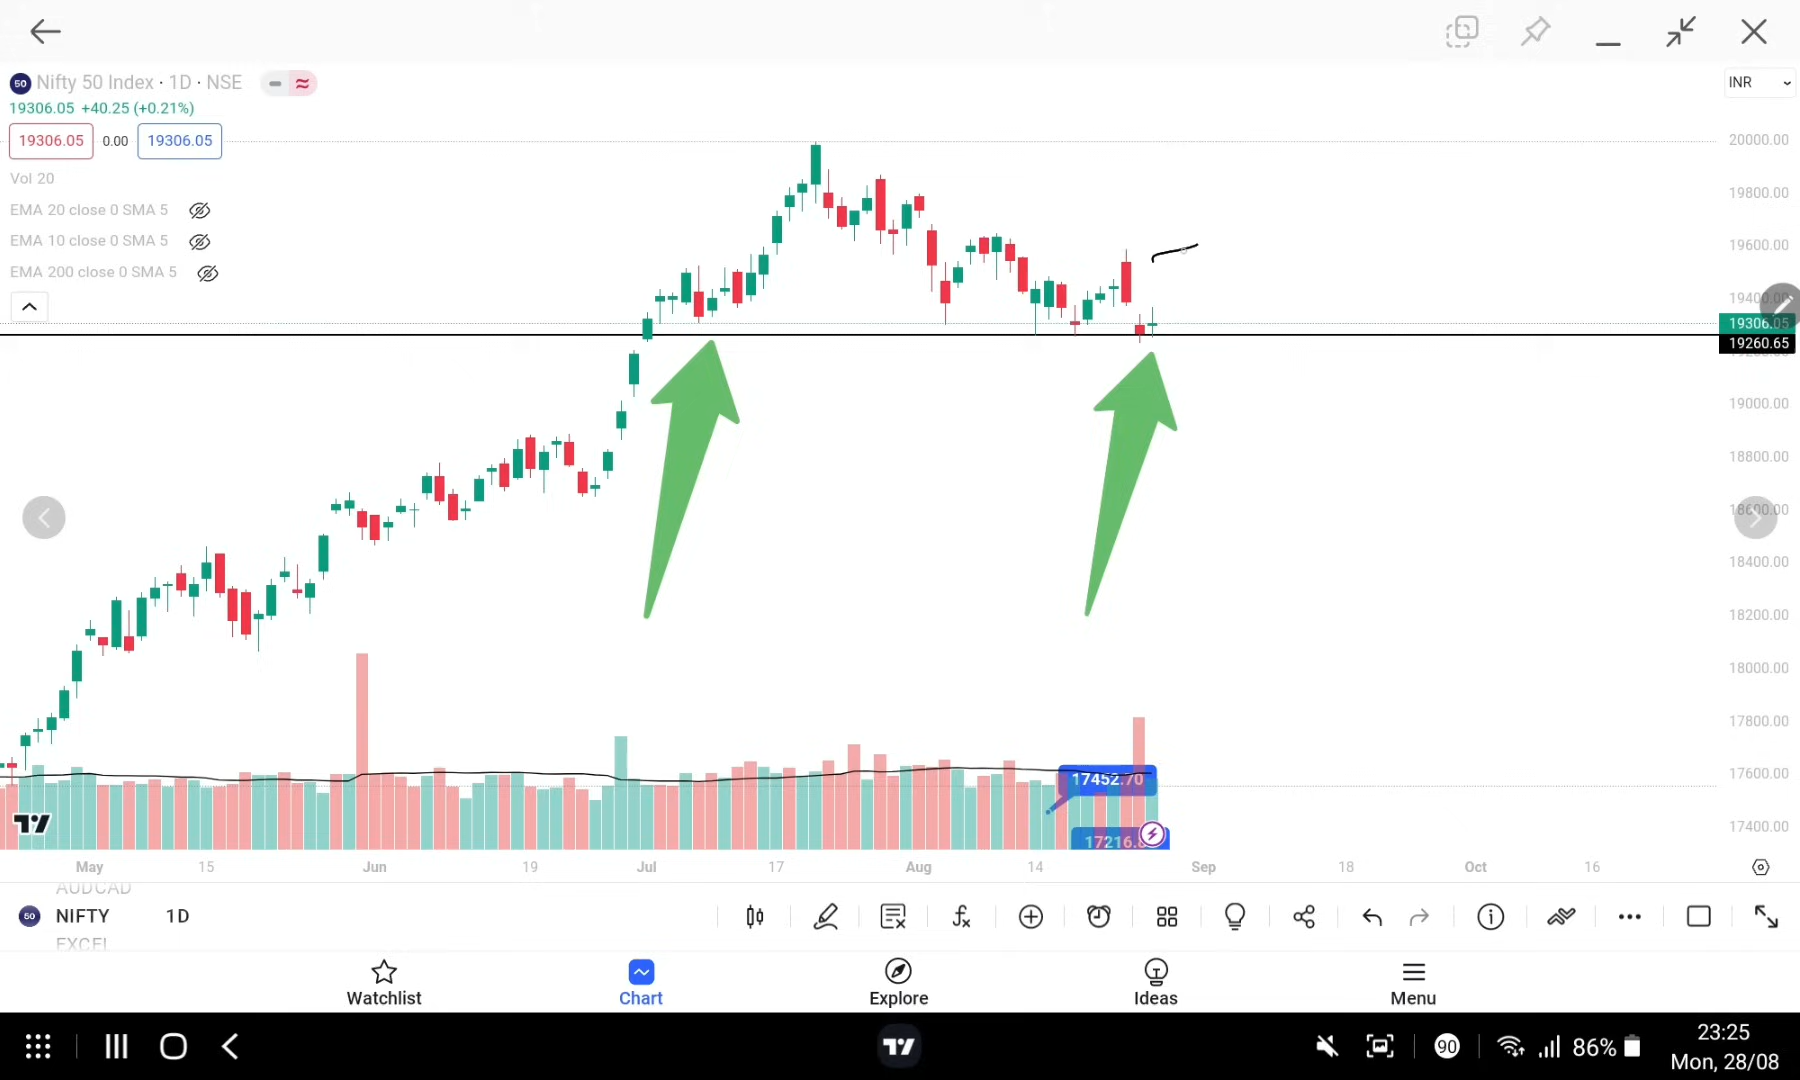 50 Nifty 50 Index · 1D · NSE
INR
19306.05 +40.25 (+0.21%)
19306.05 0.00 19306.05
Vol 20
EMA 20 close 0 SMA 5
EMA 10 close 0 SMA 5
EMA 200 close 0 SMA 5
20000.00
19800.00
19600.00
19306.05
19260.65
19000.00
18800.00
18600.00
18400.00
18200.00
18000.00
17800.00
17600.00
17400.00
17452.70
May 15 Jun 19 Jul 17 Aug 14 Sep 18 Oct 16
AUDCAD
50 NIFTY 1D
EXCEL
Watchlist Chart Explore Ideas Menu
90 86% 23:25
Mon, 28/08